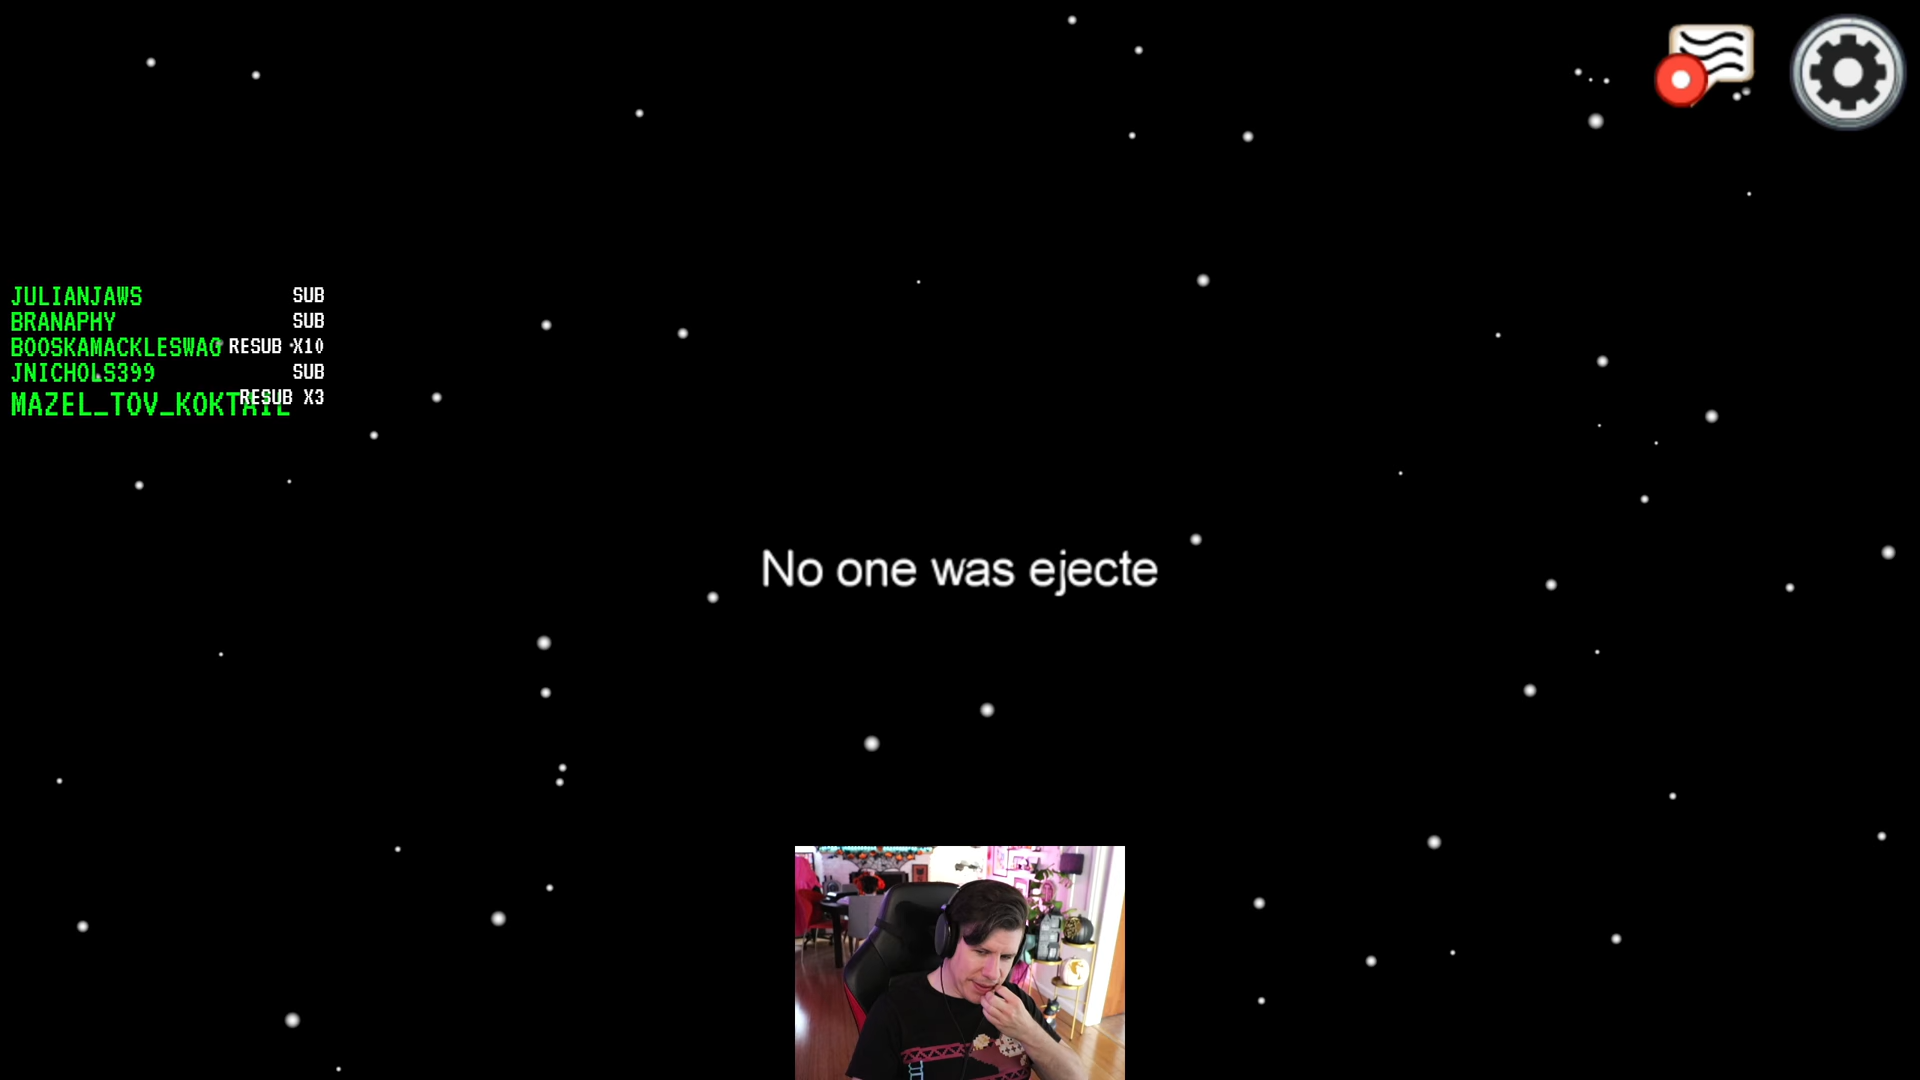 JULIANJAWS SUB
BRANAPHY SUB
BOOSKAMACKLESWAG RESUB X10
JNICHOLS399 SUB
MAZEL_TOV_KOKTAIL RESUB X3
No one was ejecte